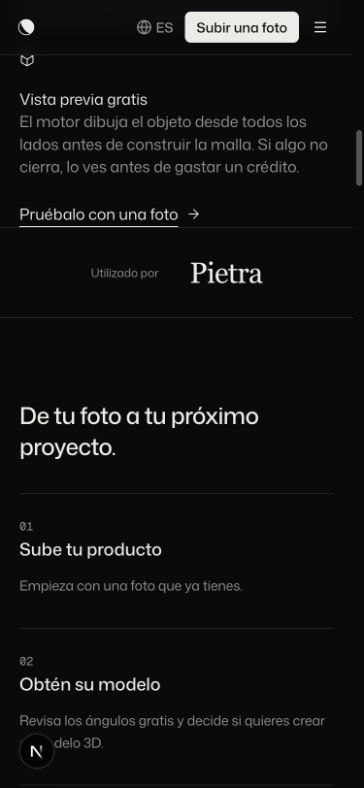 ES
Subir una foto
Vista previa gratis
El motor dibuja el objeto desde todos los
lados antes de construir la malla. Si algo no
cierra, lo ves antes de gastar un crédito.
Pruébalo con una foto →
Utilizado por
Pietra
De tu foto a tu próximo
proyecto.
01
Sube tu producto
Empieza con una foto que ya tienes.
02
Obtén su modelo
Revisa los ángulos gratis y decide si quieres crear
delo 3D.
N